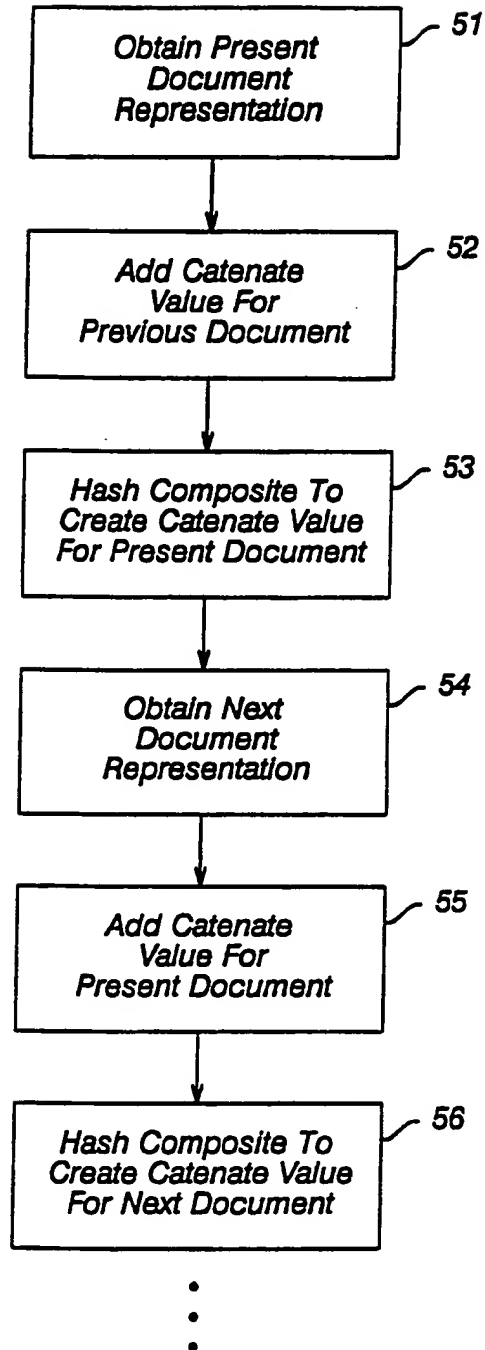 51
Obtain Present
Document
Representation
52
Add Catenate
Value For
Previous Document
53
Hash Composite To
Create Catenate Value
For Present Document
54
Obtain Next
Document
Representation
55
Add Catenate
Value For
Present Document
56
Hash Composite To
Create Catenate Value
For Next Document